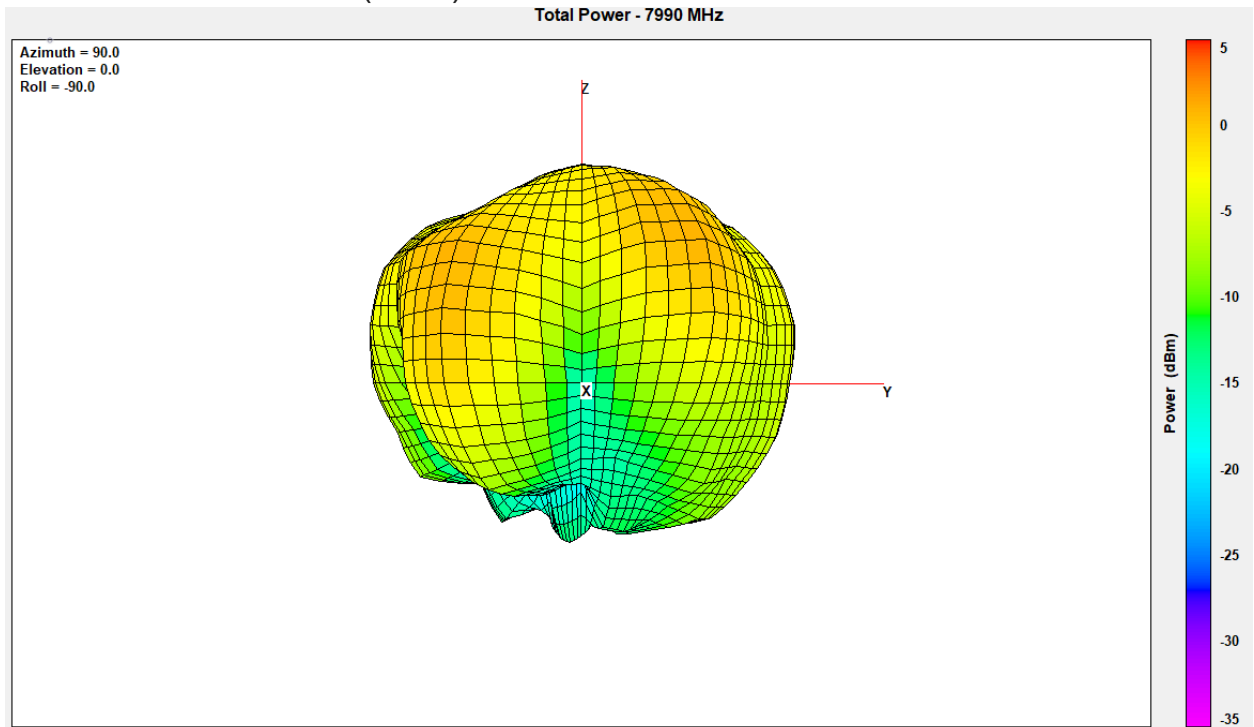 Total Power - 7990 MHz
Azimuth = 90.0
Elevation = 0.0
Roll = -90.0
Z
X
Y
Power (dBm)
5
0
-5
-10
-15
-20
-25
-30
-35